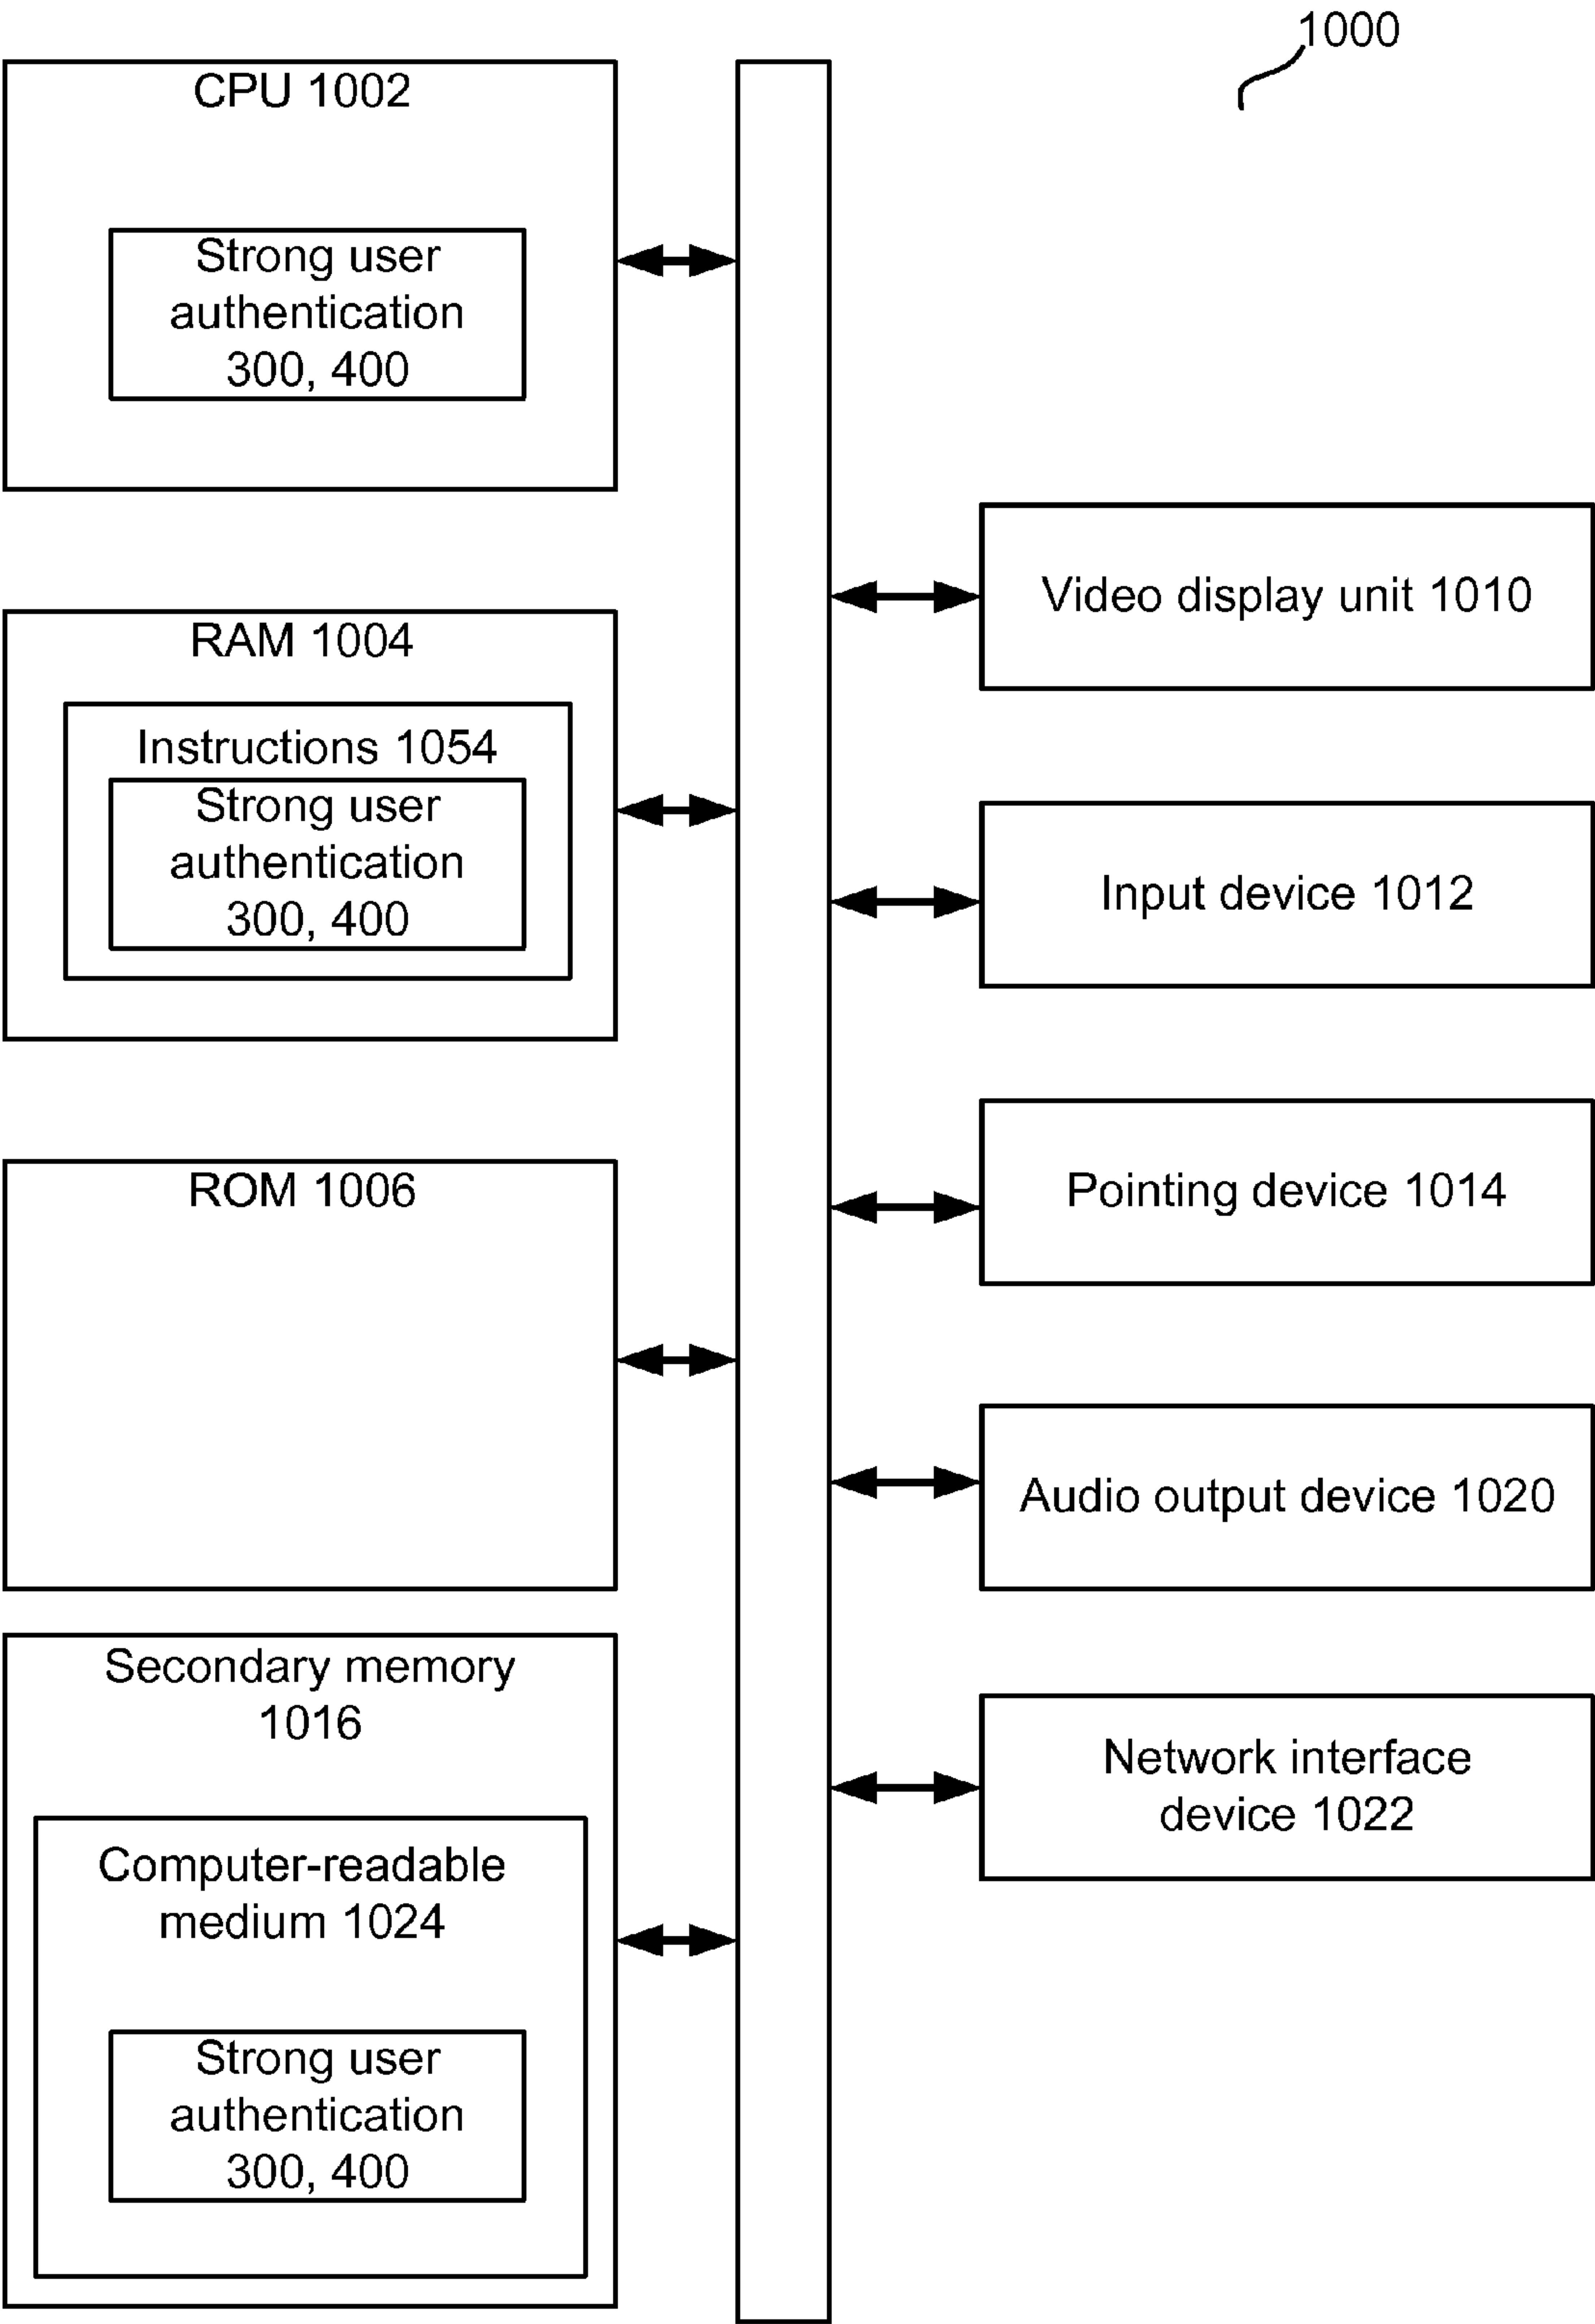 1000
CPU 1002
Strong user
authentication
300, 400
RAM 1004
Instructions 1054
Strong user
authentication
300, 400
ROM 1006
Secondary memory
1016
Computer-readable
medium 1024
Strong user
authentication
300, 400
Video display unit 1010
Input device 1012
Pointing device 1014
Audio output device 1020
Network interface
device 1022